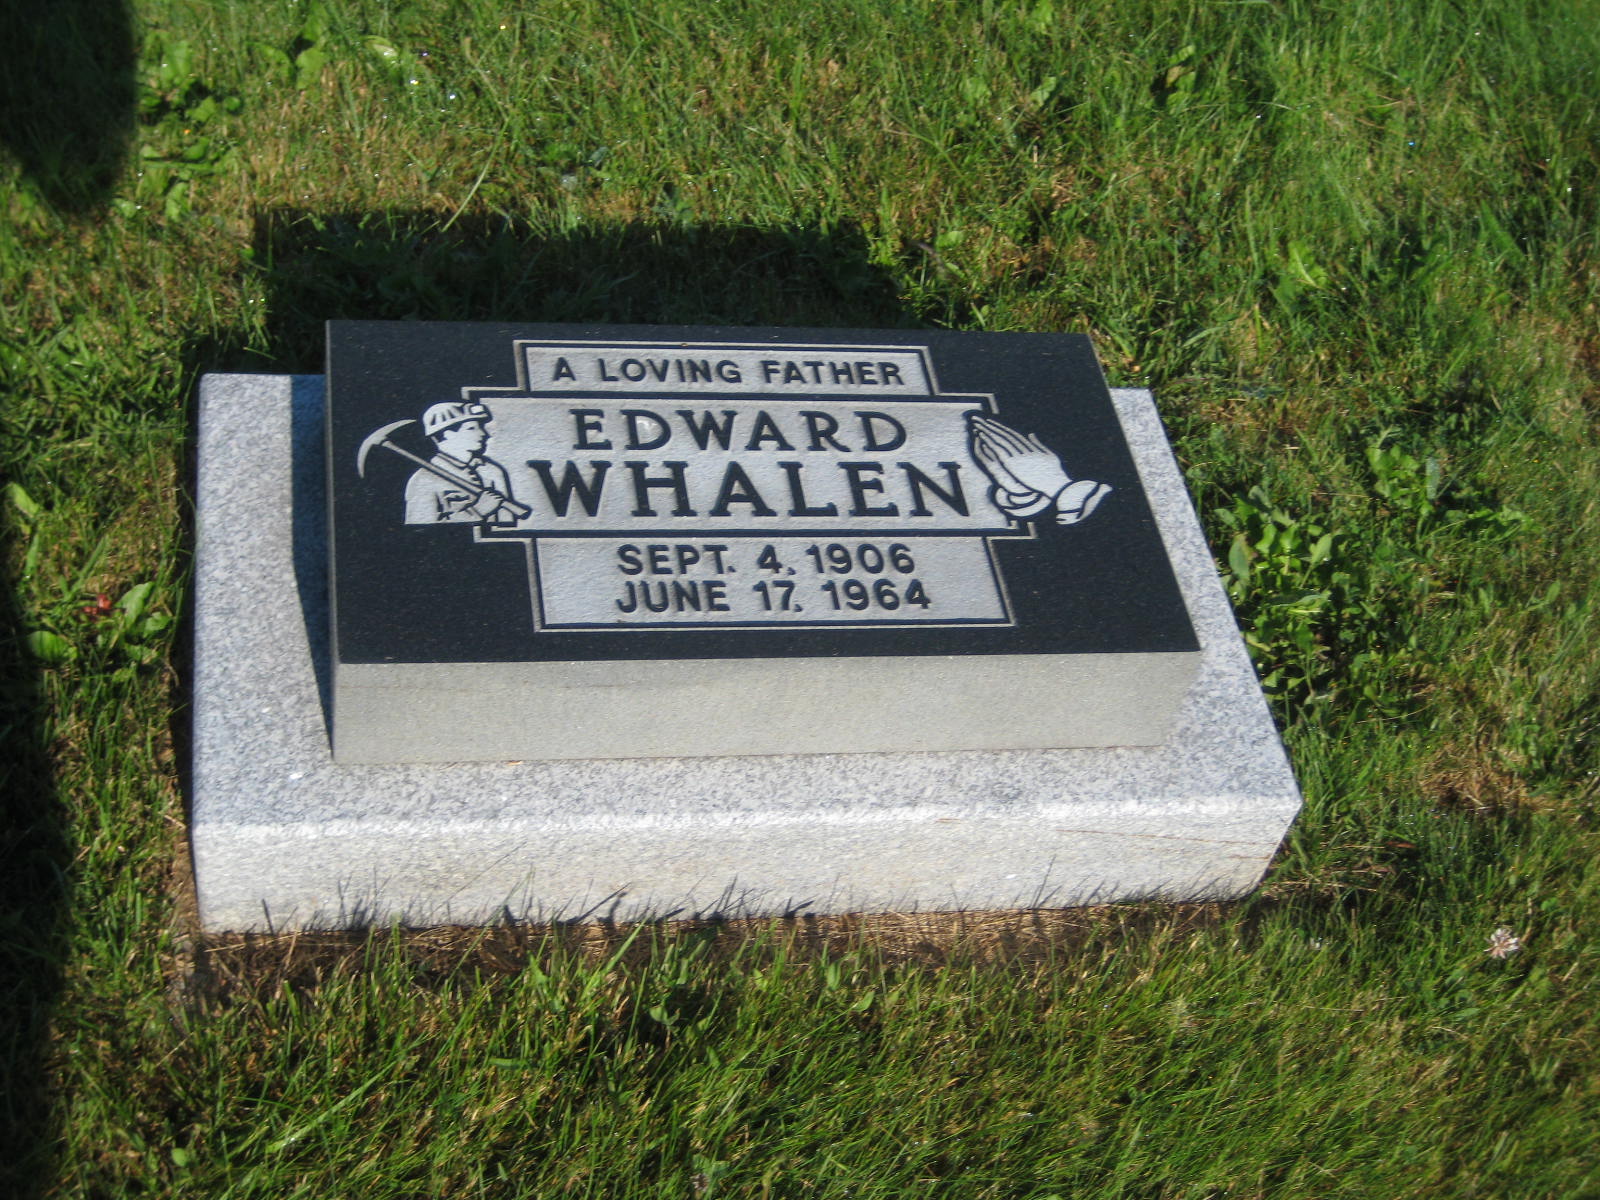 A LOVING FATHER
EDWARD
WHALEN
SEPT. 4, 1906
JUNE 17, 1964